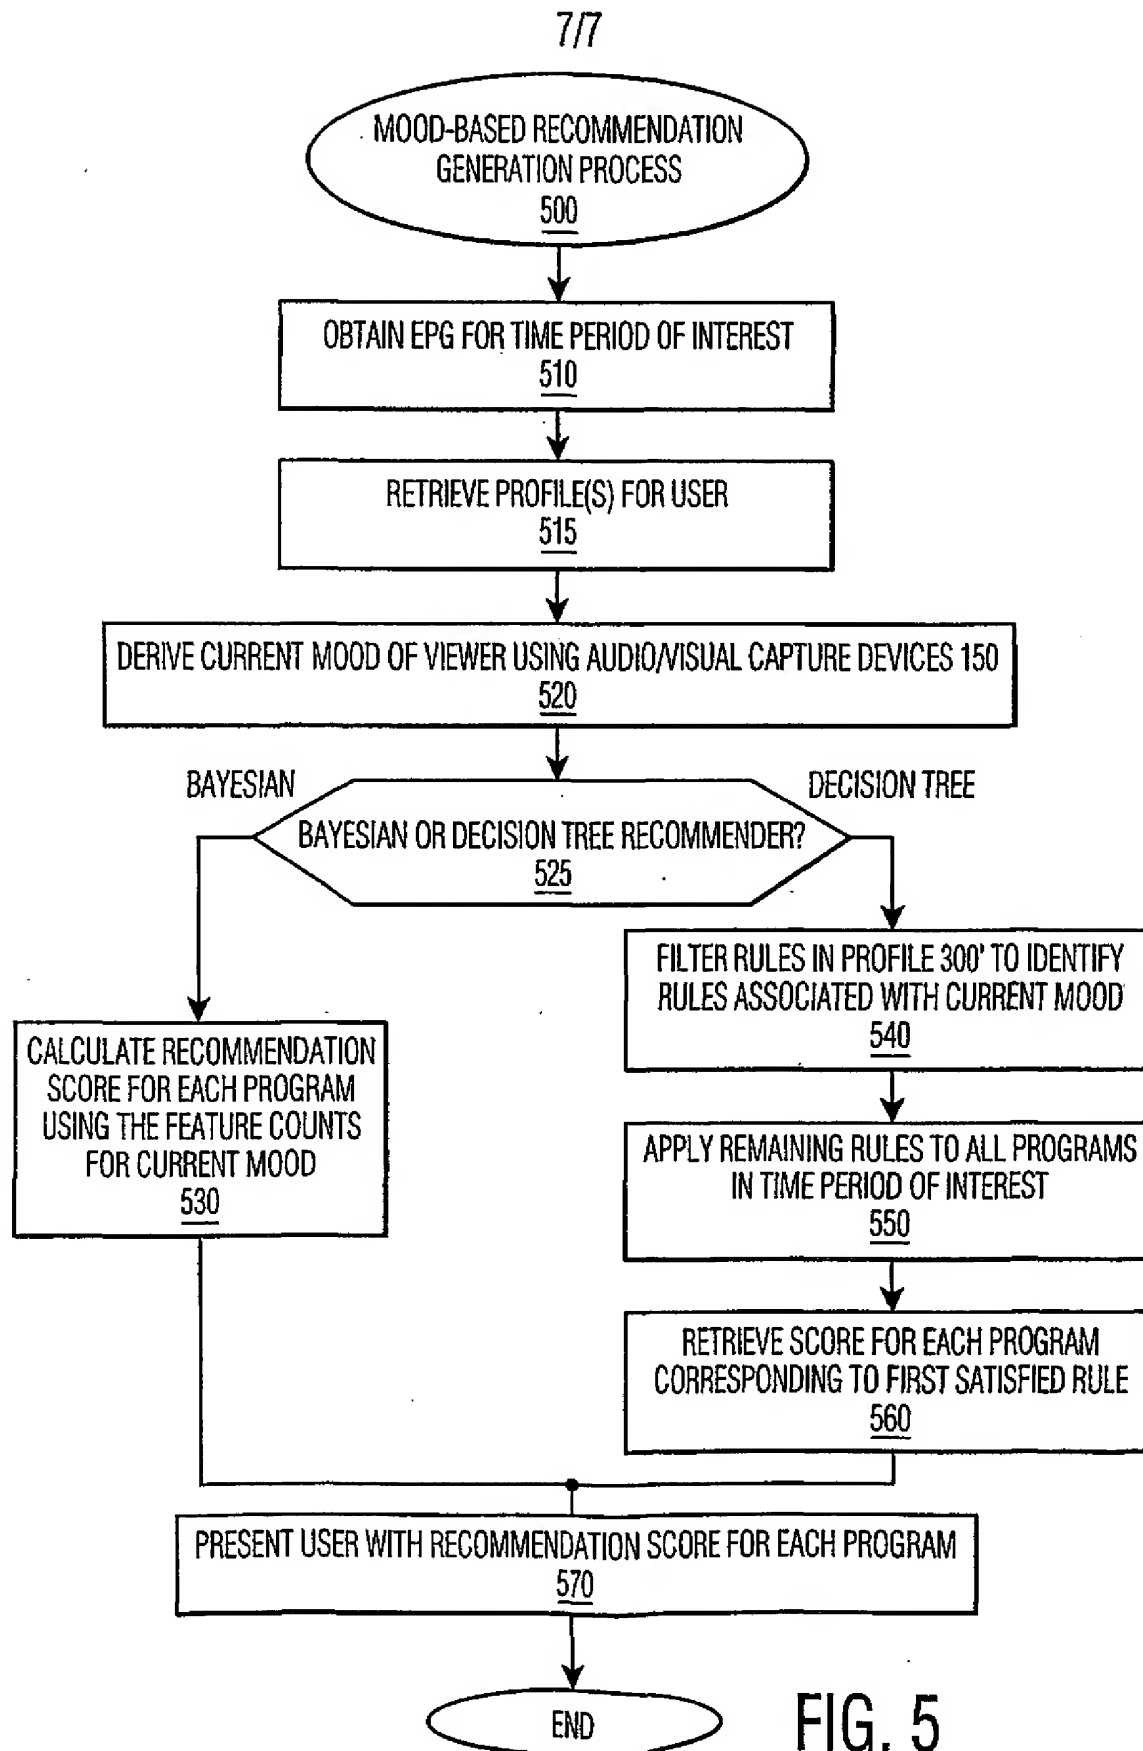 7/7
MOOD-BASED RECOMMENDATION
GENERATION PROCESS
500
OBTAIN EPG FOR TIME PERIOD OF INTEREST
510
RETRIEVE PROFILE(S) FOR USER
515
DERIVE CURRENT MOOD OF VIEWER USING AUDIO/VISUAL CAPTURE DEVICES 150
520
BAYESIAN
DECISION TREE
BAYESIAN OR DECISION TREE RECOMMENDER?
525
CALCULATE RECOMMENDATION
SCORE FOR EACH PROGRAM
USING THE FEATURE COUNTS
FOR CURRENT MOOD
530
FILTER RULES IN PROFILE 300' TO IDENTIFY
RULES ASSOCIATED WITH CURRENT MOOD
540
APPLY REMAINING RULES TO ALL PROGRAMS
IN TIME PERIOD OF INTEREST
550
RETRIEVE SCORE FOR EACH PROGRAM
CORRESPONDING TO FIRST SATISFIED RULE
560
PRESENT USER WITH RECOMMENDATION SCORE FOR EACH PROGRAM
570
END
FIG. 5